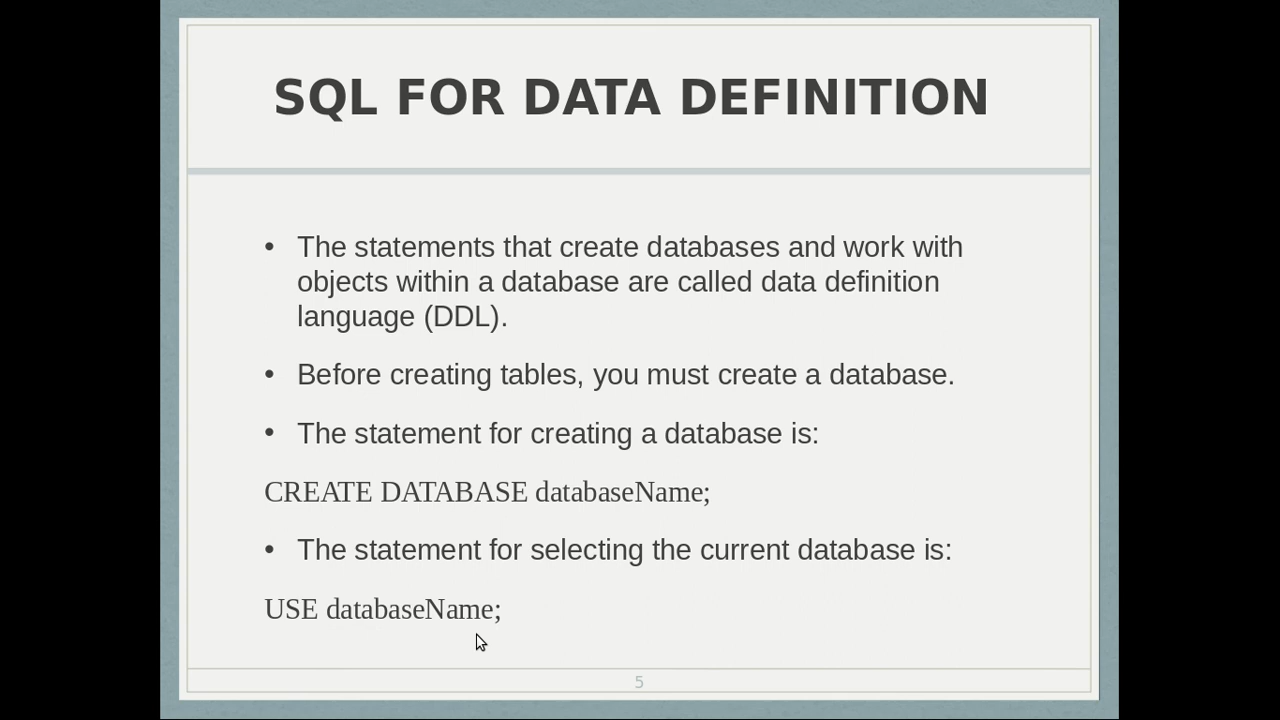 SQL FOR DATA DEFINITION
• The statements that create databases and work with
objects within a database are called data definition
language (DDL).
• Before creating tables, you must create a database.
• The statement for creating a database is:
CREATE DATABASE databaseName;
• The statement for selecting the current database is:
USE databaseName;
5